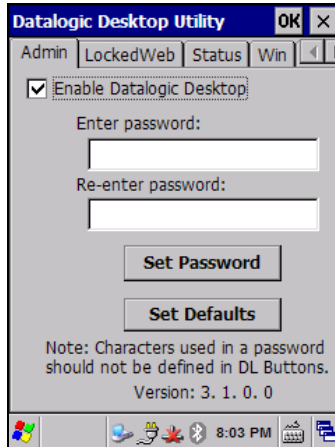 Datalogic Desktop Utility OK ×
Admin LockedWeb Status Win
Enable Datalogic Desktop
Enter password:
Re-enter password:
Set Password
Set Defaults
Note: Characters used in a password
should not be defined in DL Buttons.
Version: 3. 1. 0. 0
8:03 PM